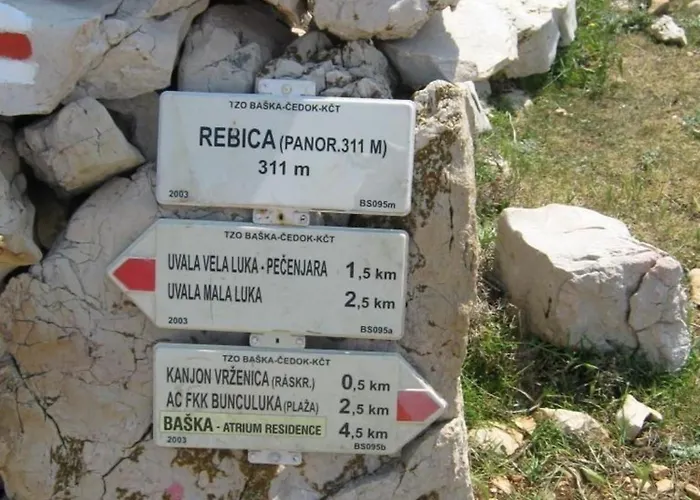 TZO BAŠKA-ČEDOK-KČT
REBICA (PANOR.311 M)
311 m
2003 BS095m
TZO BAŠKA-ČEDOK-KČT
UVALA VELA LUKA - PEČENJARA 1,5 km
UVALA MALA LUKA 2,5 km
2003 BS095a
TZO BAŠKA-ČEDOK-KČT
KANJON VRŽENICA (RÁSKR.) 0,5 km
AC FKK BUNCULUKA (PLAŽA) 2,5 km
BAŠKA - ATRIUM RESIDENCE 4,5 km
2003 BS095b